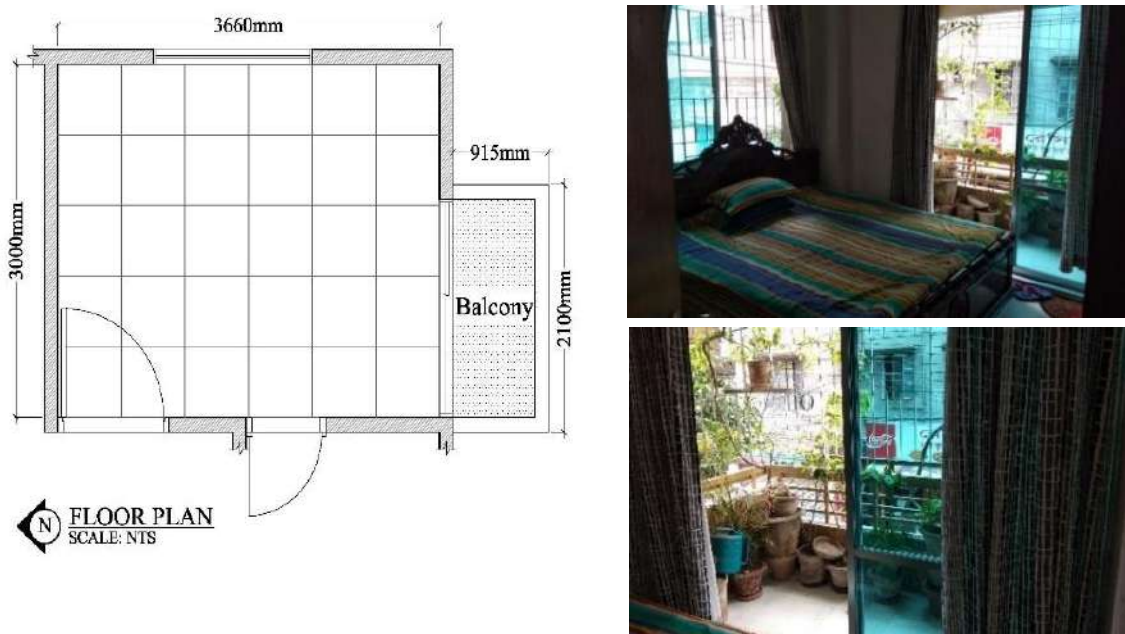 3660mm
915mm
3000mm
Balcony
2100mm
N
FLOOR PLAN
SCALE: NTS